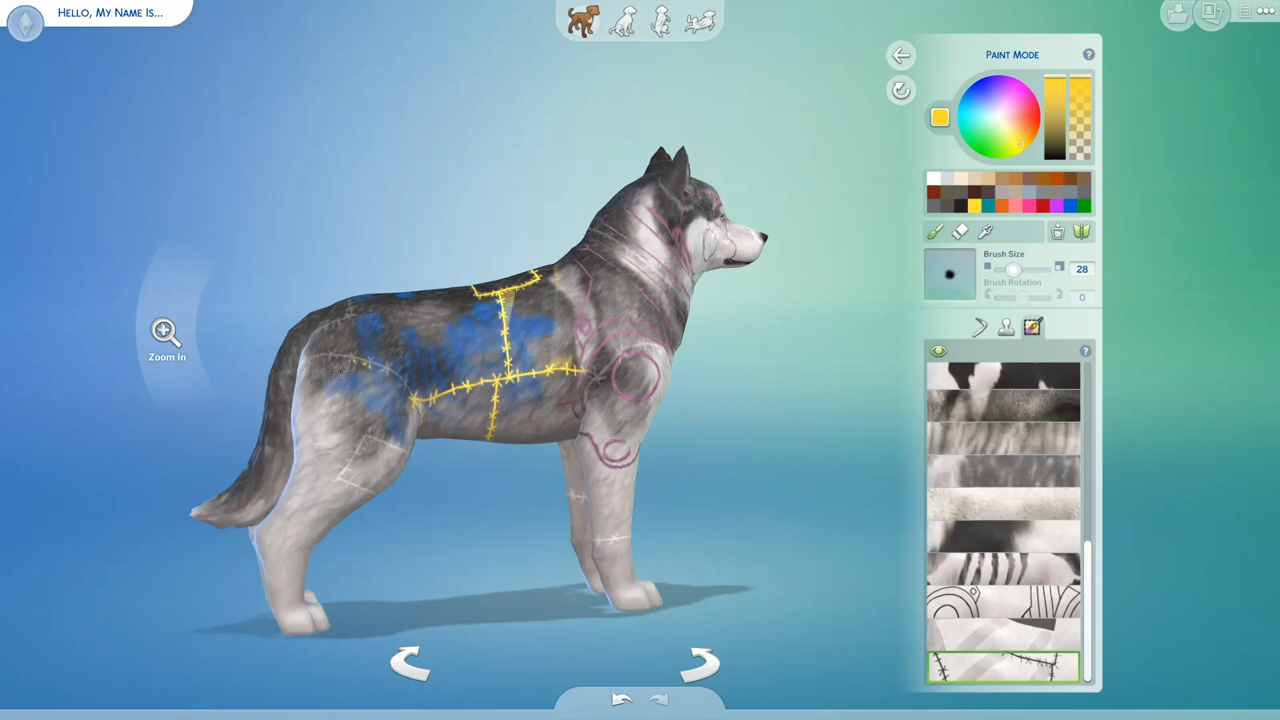 Hello, My Name Is...
Paint Mode
?
Brush Size
28
Brush Rotation
0
?
Zoom In